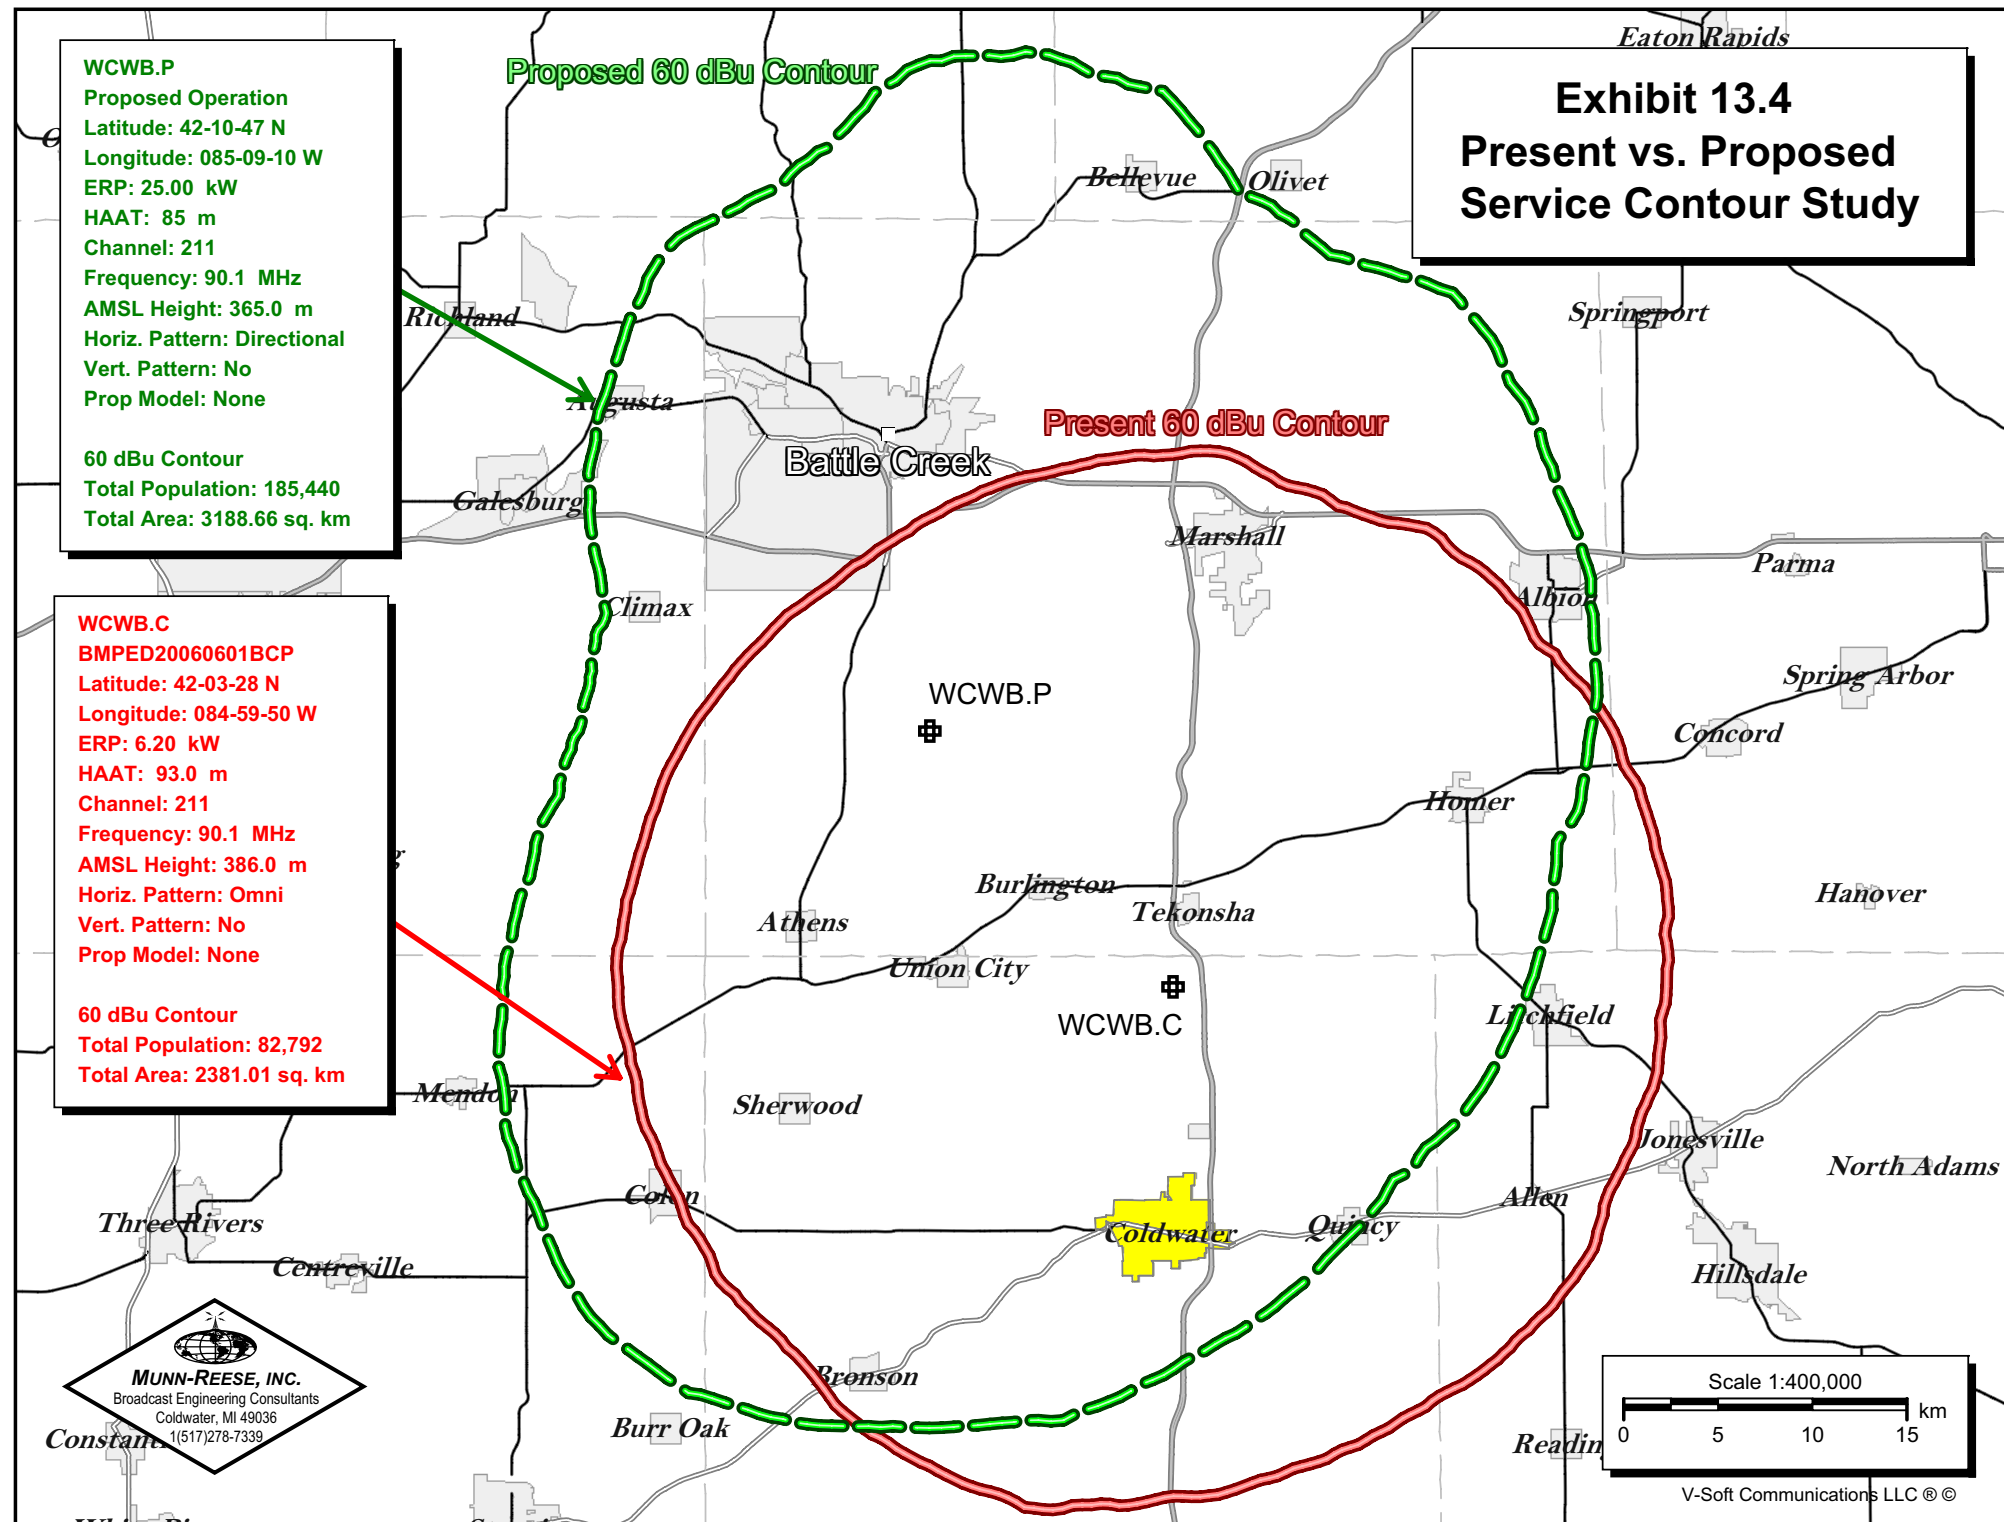 WCWB.P
Proposed Operation
Latitude: 42-10-47 N
Longitude: 085-09-10 W
ERP: 25.00 kW
HAAT: 85 m
Channel: 211
Frequency: 90.1 MHz
AMSL Height: 365.0 m
Horiz. Pattern: Directional
Vert. Pattern: No
Prop Model: None
60 dBu Contour
Total Population: 185,440
Total Area: 3188.66 sq. km
WCWB.C
BMPED20060601BCP
Latitude: 42-03-28 N
Longitude: 084-59-50 W
ERP: 6.20 kW
HAAT: 93.0 m
Channel: 211
Frequency: 90.1 MHz
AMSL Height: 386.0 m
Horiz. Pattern: Omni
Vert. Pattern: No
Prop Model: None
60 dBu Contour
Total Population: 82,792
Total Area: 2381.01 sq. km
Proposed 60 dBu Contour
Eaton Rapids
Exhibit 13.4
Present vs. Proposed
Service Contour Study
Bellevue
Olivet
Richland
Springport
Augusta
Present 60 dBu Contour
Battle Creek
Galesburg
Marshall
Parma
Climax
Albion
Spring Arbor
WCWB.P
Concord
Homer
Burlington
Tekonsha
Hanover
Athens
Union City
WCWB.C
Litchfield
Mendon
Sherwood
Jonesville
North Adams
Colon
Allen
Three Rivers
Coldwater
Quincy
Centreville
Hillsdale
Bronson
Burr Oak
MUNN-REESE, INC.
Broadcast Engineering Consultants
Coldwater, MI 49036
1(517)278-7339
Scale 1:400,000
km
0 5 10 15
V-Soft Communications LLC ® ©